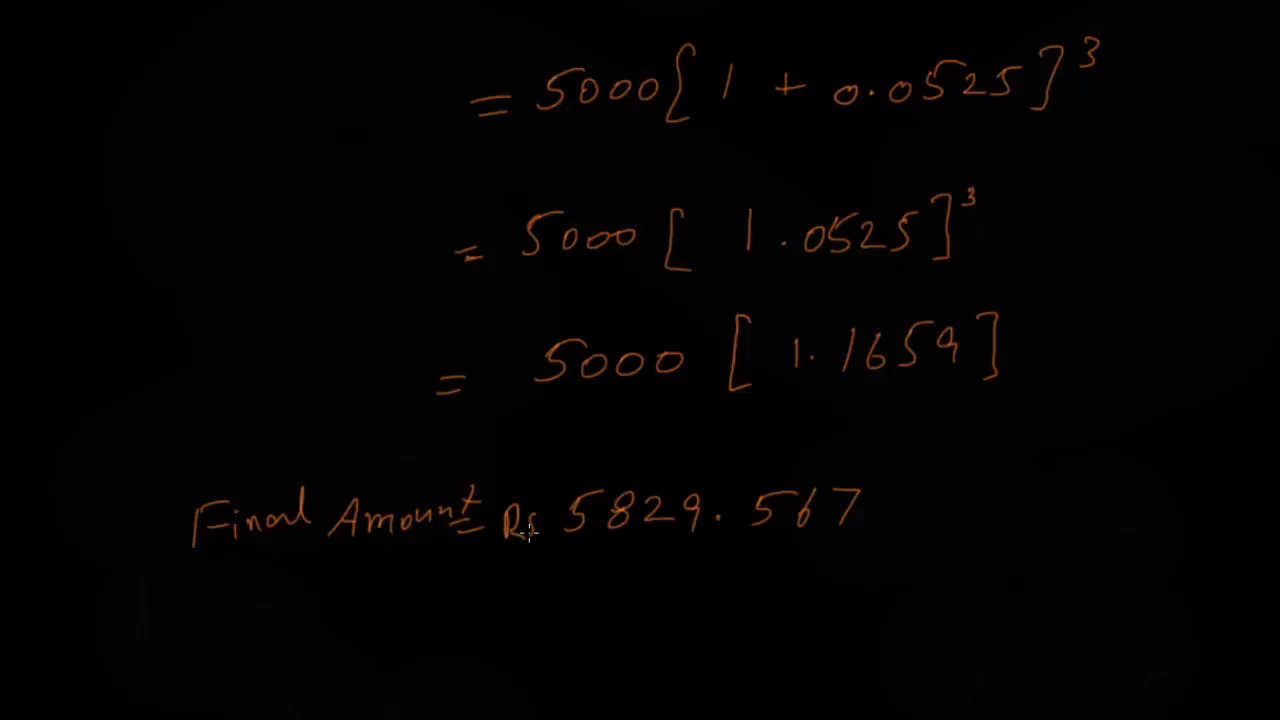 = 5000[1 + 0.0525]³
= 5000 [ 1.0525]³
= 5000 [1.1659]
Final Amount = Rs 5829.567